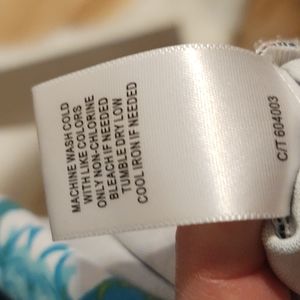 MACHINE WASH COLD
WITH LIKE COLORS
ONLY NON-CHLORINE
BLEACH IF NEEDED
TUMBLE DRY LOW
COOL IRON IF NEEDED
C/T 604003